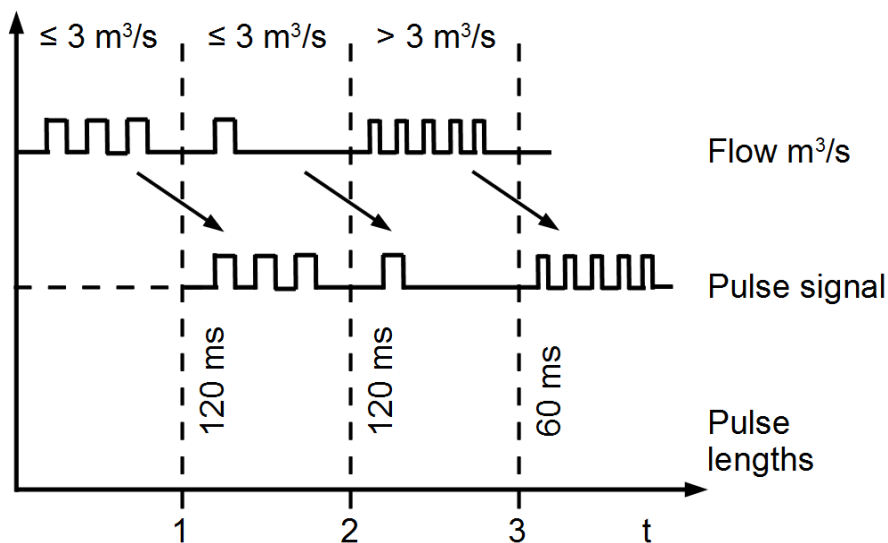 ≤ 3 m³/s
≤ 3 m³/s
> 3 m³/s
Flow m³/s
Pulse signal
120 ms
120 ms
60 ms
Pulse
lengths
1
2
3
t